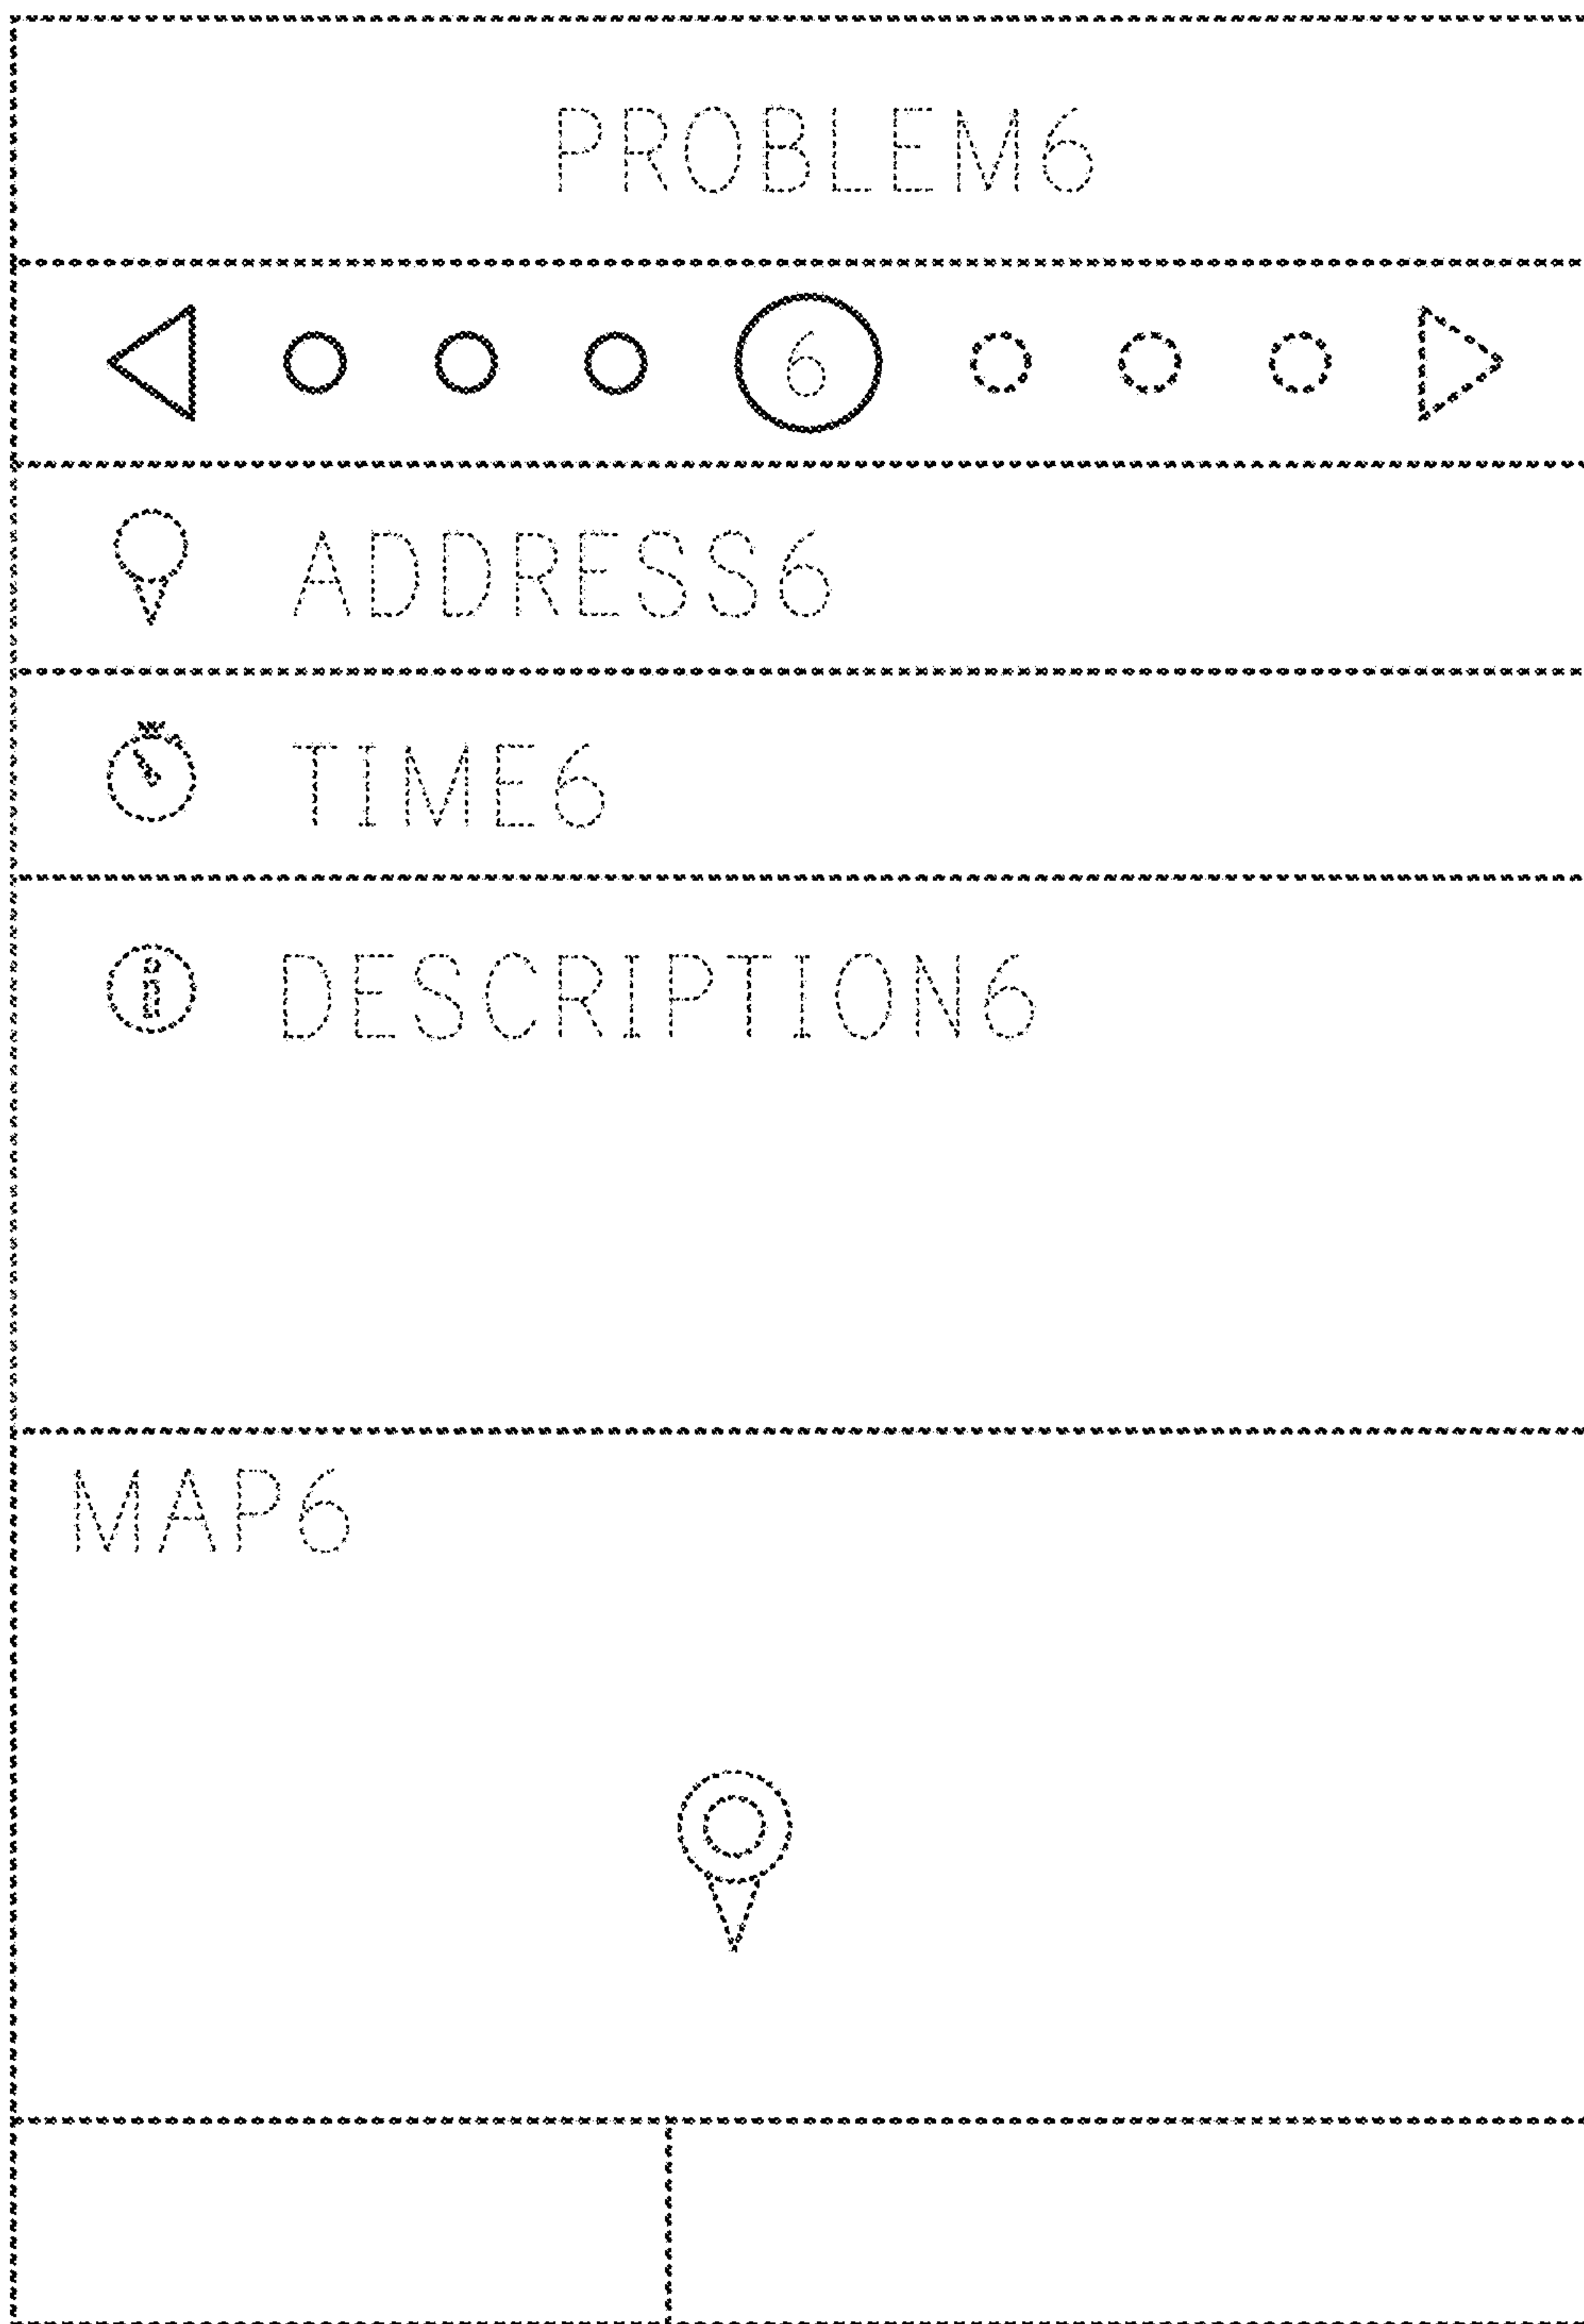 PROBLEM6
6
ADDRESS6
TIME6
i DESCRIPTION6
MAP6